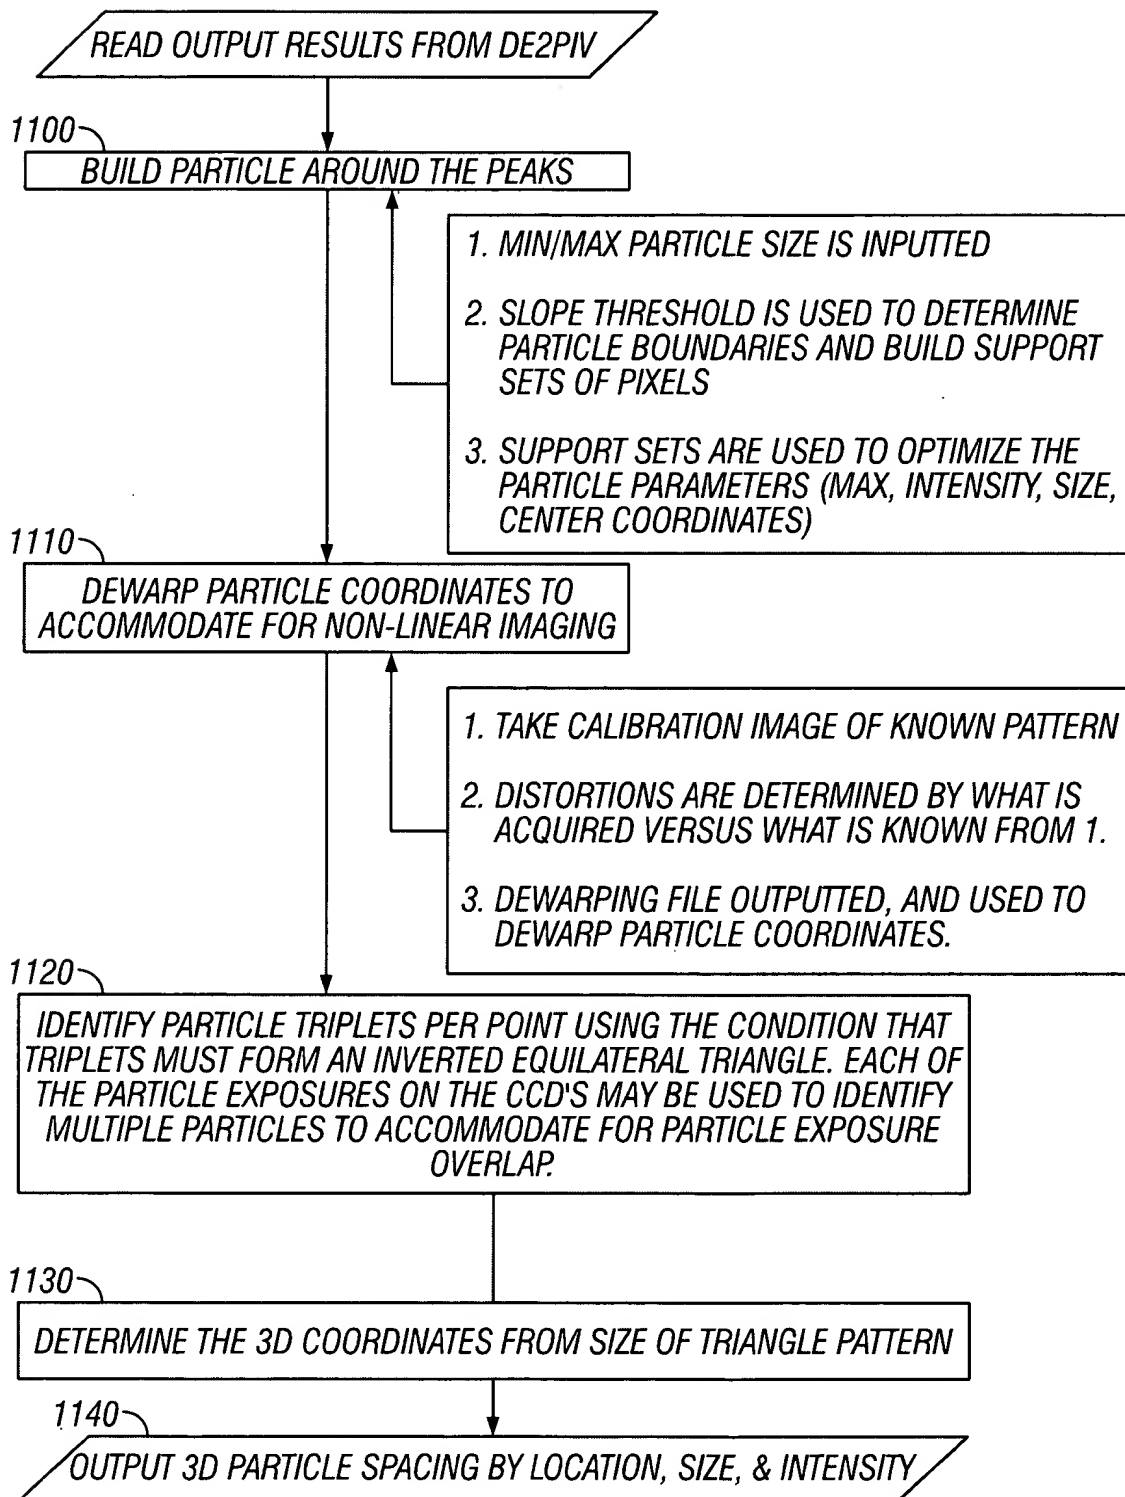 READ OUTPUT RESULTS FROM DE2PIV
1100
BUILD PARTICLE AROUND THE PEAKS
1. MIN/MAX PARTICLE SIZE IS INPUTTED
2. SLOPE THRESHOLD IS USED TO DETERMINE
PARTICLE BOUNDARIES AND BUILD SUPPORT
SETS OF PIXELS
3. SUPPORT SETS ARE USED TO OPTIMIZE THE
PARTICLE PARAMETERS (MAX, INTENSITY, SIZE,
CENTER COORDINATES)
1110
DEWARP PARTICLE COORDINATES TO
ACCOMMODATE FOR NON-LINEAR IMAGING
1. TAKE CALIBRATION IMAGE OF KNOWN PATTERN
2. DISTORTIONS ARE DETERMINED BY WHAT IS
ACQUIRED VERSUS WHAT IS KNOWN FROM 1.
3. DEWARPING FILE OUTPUTTED, AND USED TO
DEWARP PARTICLE COORDINATES.
1120
IDENTIFY PARTICLE TRIPLETS PER POINT USING THE CONDITION THAT
TRIPLETS MUST FORM AN INVERTED EQUILATERAL TRIANGLE. EACH OF
THE PARTICLE EXPOSURES ON THE CCD'S MAY BE USED TO IDENTIFY
MULTIPLE PARTICLES TO ACCOMMODATE FOR PARTICLE EXPOSURE
OVERLAP.
1130
DETERMINE THE 3D COORDINATES FROM SIZE OF TRIANGLE PATTERN
1140
OUTPUT 3D PARTICLE SPACING BY LOCATION, SIZE, & INTENSITY